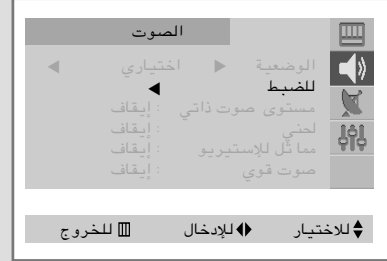 الصوت
الوضعية ▶ اختياري ◀
للضبط ◀
مستوى صوت ذاتي : إيقاف
لحني : إيقاف
مماثل للإستيريو : إيقاف
صوت قوي : إيقاف
للاختيار للإدخال للخروج